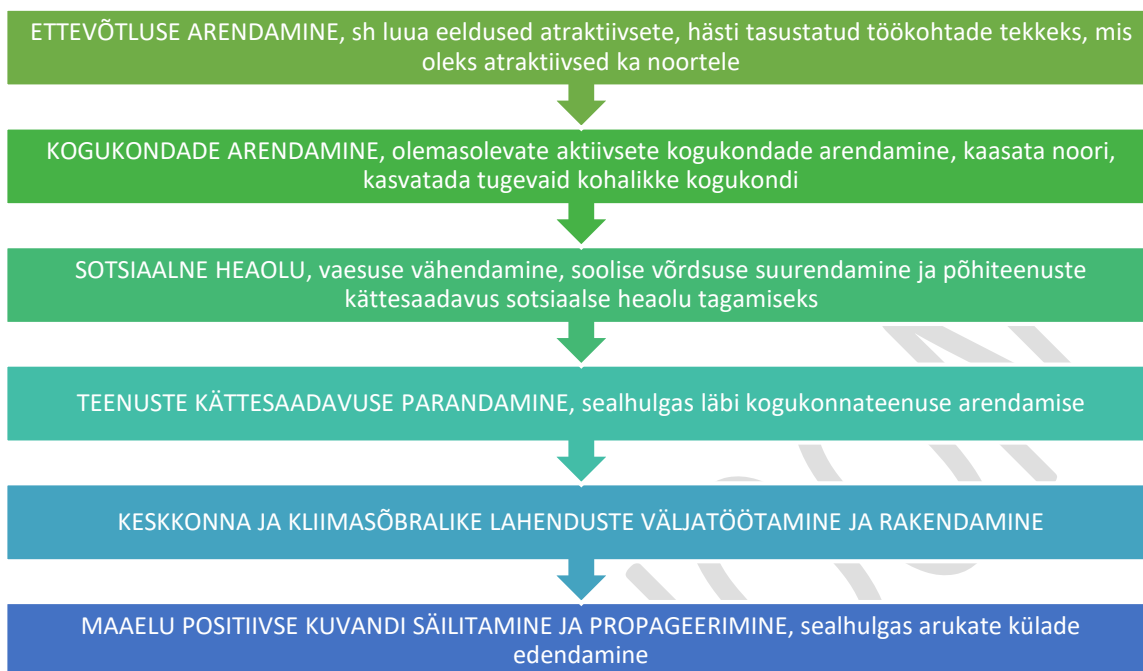 ETTEVÕTLUSE ARENDAMINE, sh luua eeldused atraktiivsete, hästi tasustatud töökohtade tekkeks, mis
oleks atraktiivsed ka noortele
KOGUKONDADE ARENDAMINE, olemasolevate aktiivsete kogukondade arendamine, kaasata noori,
kasvatada tugevaid kohalikke kogukondi
SOTSIAALNE HEAOLU, vaesuse vähendamine, soolise võrdsuse suurendamine ja põhiteenuste
kättesaadavus sotsiaalse heaolu tagamiseks
TEENUSTE KÄTTESAADAVUSE PARANDAMINE, sealhulgas läbi kogukonnateenuse arendamise
KESKKONNA JA KLIIMASÕBRALIKE LAHENDUSTE VÄLJATÖÖTAMINE JA RAKENDAMINE
MAAELU POSITIIVSE KUVANDI SÄILITAMINE JA PROPAGEERIMINE, sealhulgas arukate külade
edendamine